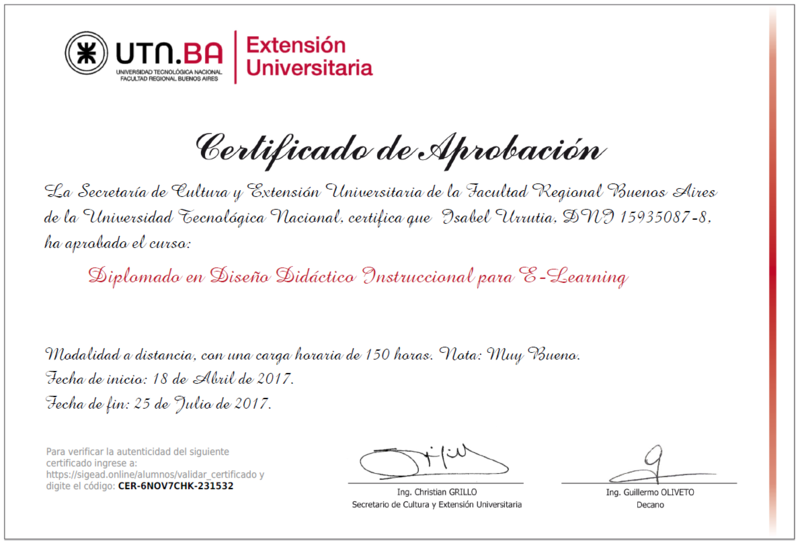 UTN.BA
UNIVERSIDAD TECNOLÓGICA NACIONAL
FACULTAD REGIONAL BUENOS AIRES
Extensión
Universitaria
Certificado de Aprobación
La Secretaría de Cultura y Extensión Universitaria de la Facultad Regional Buenos Aires
de la Universidad Tecnológica Nacional, certifica que Isabel Urrutia, DNI 15935087-8,
ha aprobado el curso:
Diplomado en Diseño Didáctico Instruccional para E-Learning
Modalidad a distancia, con una carga horaria de 150 horas. Nota: Muy Bueno.
Fecha de inicio: 18 de Abril de 2017.
Fecha de fin: 25 de Julio de 2017.
Para verificar la autenticidad del siguiente
certificado ingrese a:
https://sigead.online/alumnos/validar_certificado y
digite el código: CER-6NOV7CHK-231532
Ing. Christian GRILLO
Secretario de Cultura y Extensión Universitaria
Ing. Guillermo OLIVETO
Decano